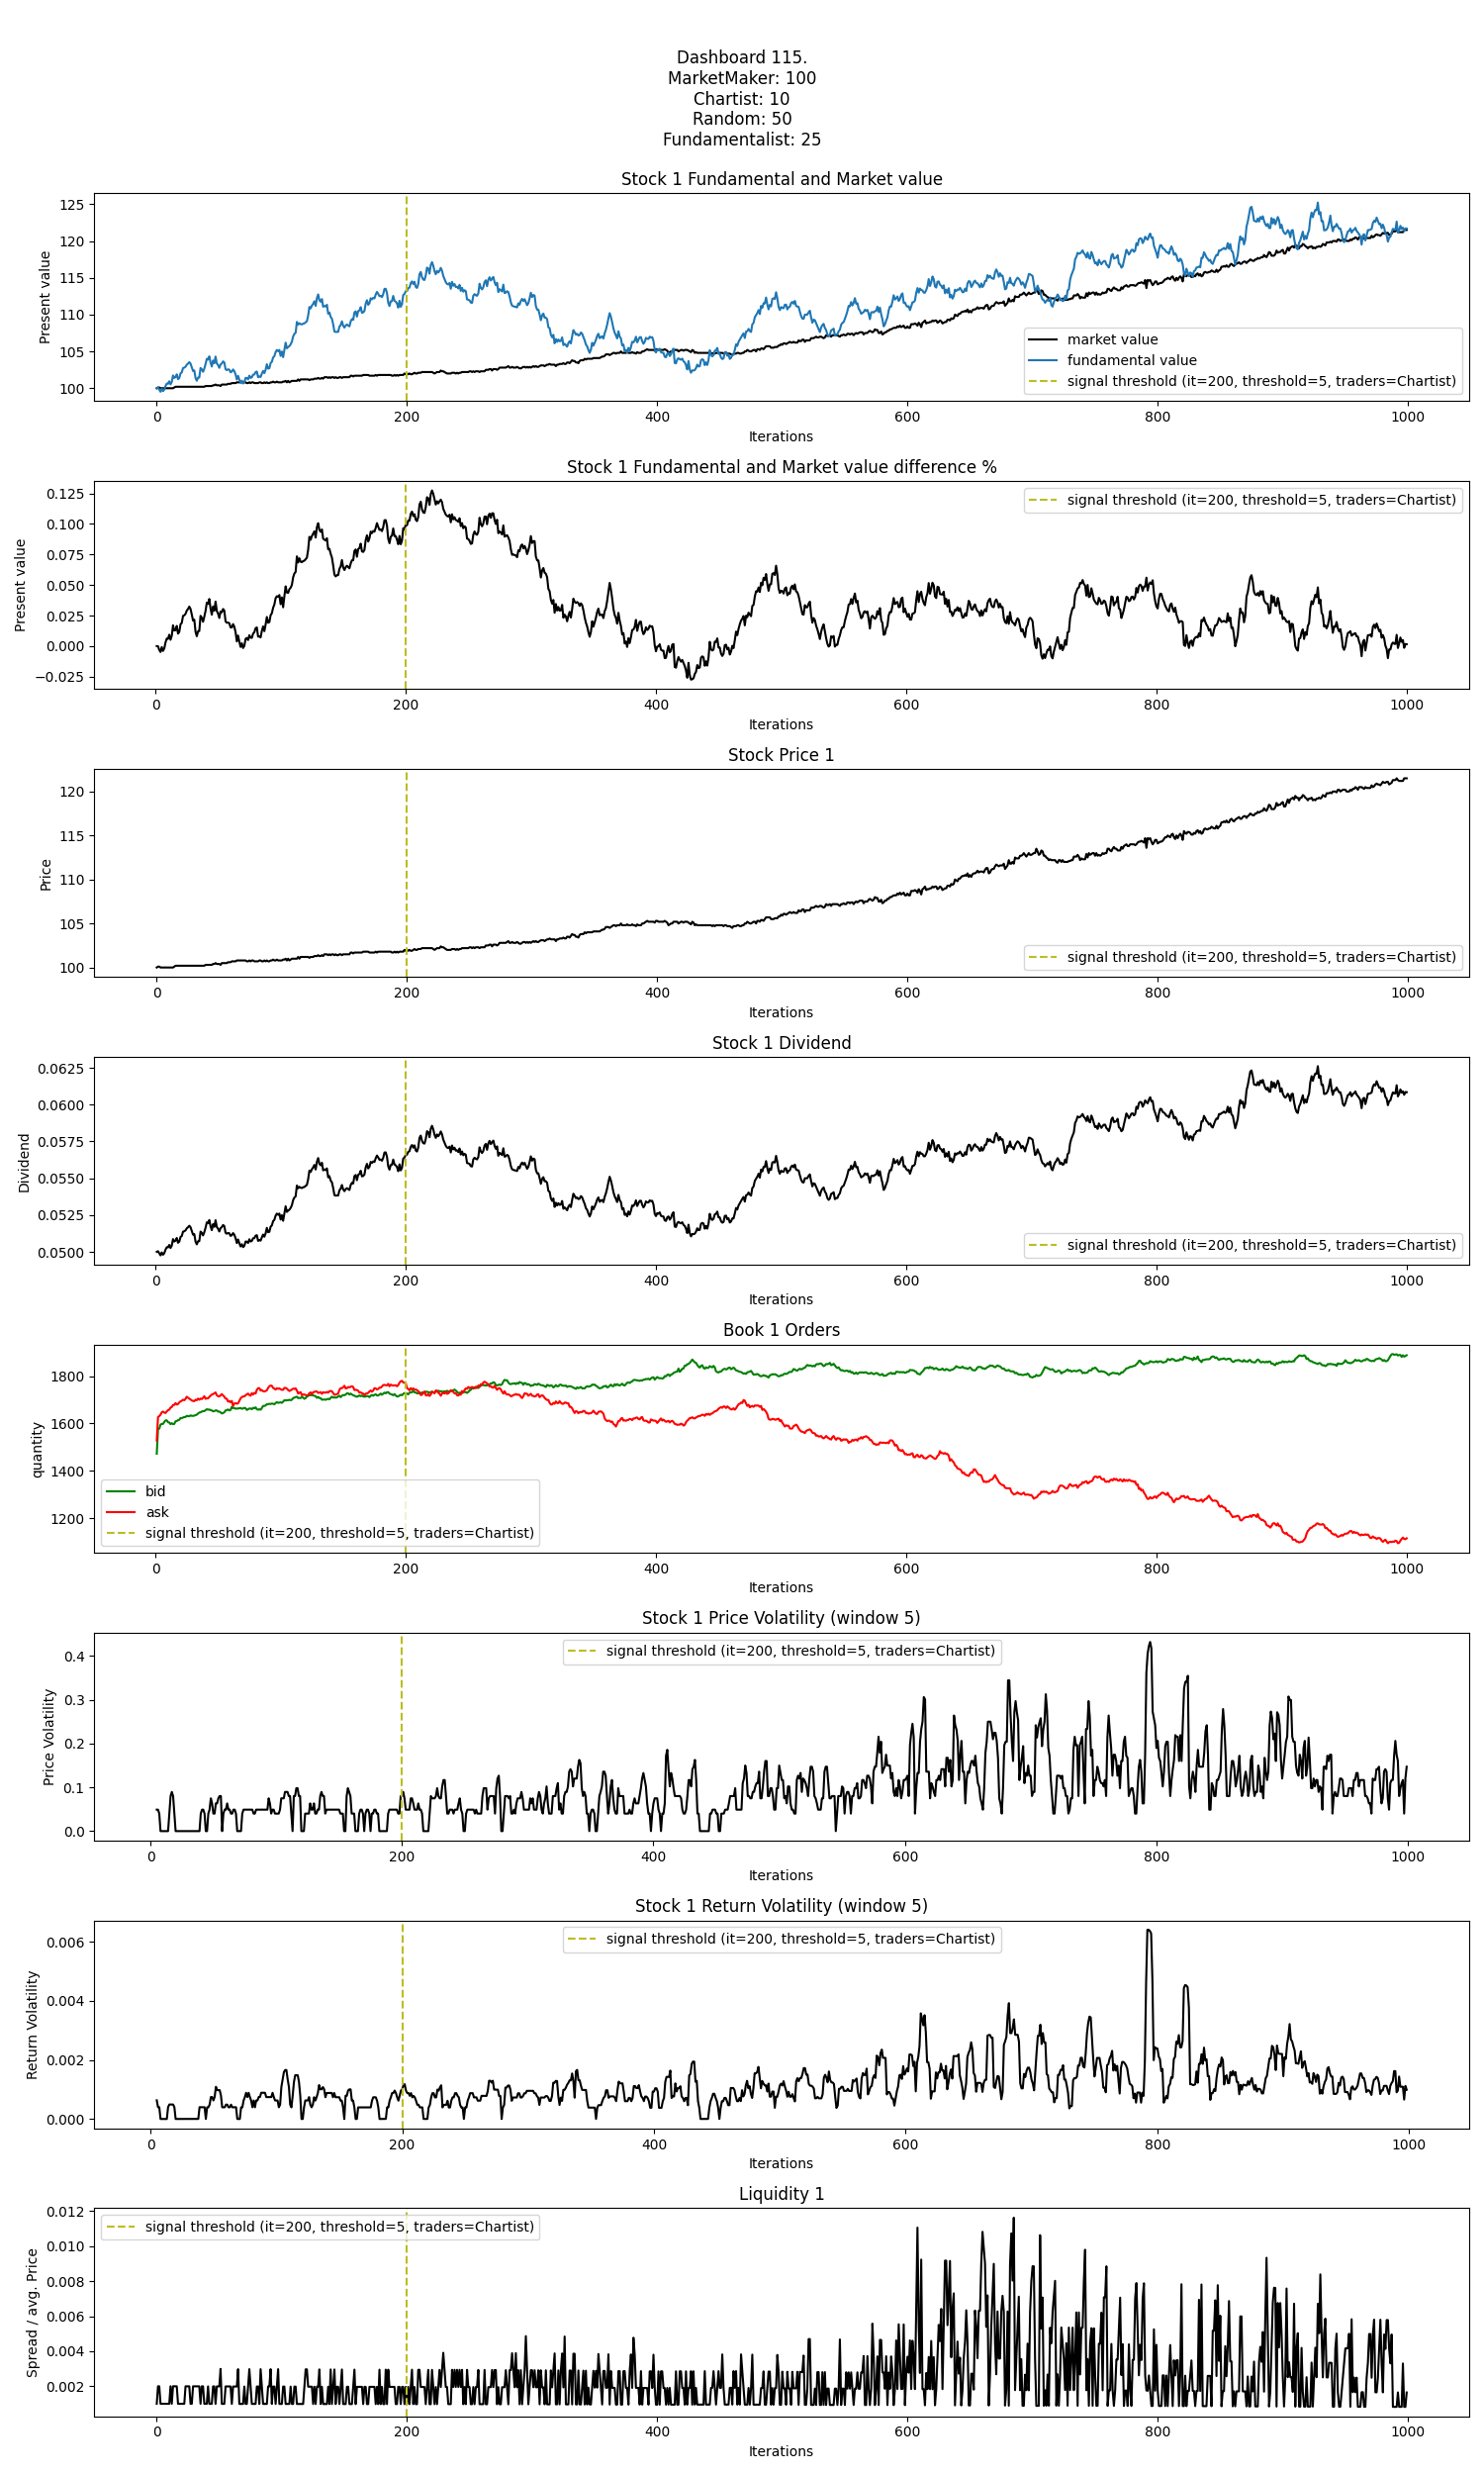 Dashboard 115.
MarketMaker: 100
Chartist: 10
Random: 50
Fundamentalist: 25
Stock 1 Fundamental and Market value
Present value
125
120
115
110
105
100
market value
fundamental value
signal threshold (it=200, threshold=5, traders=Chartist)
0 200 400 600 800 1000
Iterations
Stock 1 Fundamental and Market value difference %
Present value
0.125
0.100
0.075
0.050
0.025
0.000
−0.025
signal threshold (it=200, threshold=5, traders=Chartist)
0 200 400 600 800 1000
Iterations
Stock Price 1
Price
120
115
110
105
100
signal threshold (it=200, threshold=5, traders=Chartist)
0 200 400 600 800 1000
Iterations
Stock 1 Dividend
Dividend
0.0625
0.0600
0.0575
0.0550
0.0525
0.0500
signal threshold (it=200, threshold=5, traders=Chartist)
0 200 400 600 800 1000
Iterations
Book 1 Orders
quantity
1800
1600
1400
1200
bid
ask
signal threshold (it=200, threshold=5, traders=Chartist)
0 200 400 600 800 1000
Iterations
Stock 1 Price Volatility (window 5)
Price Volatility
0.4
0.3
0.2
0.1
0.0
signal threshold (it=200, threshold=5, traders=Chartist)
0 200 400 600 800 1000
Iterations
Stock 1 Return Volatility (window 5)
Return Volatility
0.006
0.004
0.002
0.000
signal threshold (it=200, threshold=5, traders=Chartist)
0 200 400 600 800 1000
Iterations
Liquidity 1
Spread / avg. Price
0.012
0.010
0.008
0.006
0.004
0.002
signal threshold (it=200, threshold=5, traders=Chartist)
0 200 400 600 800 1000
Iterations